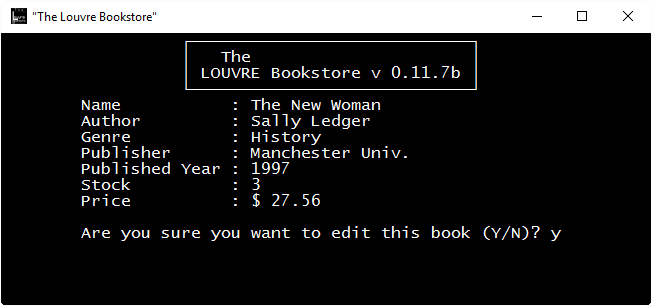 "The Louvre Bookstore"
The
LOUVRE Bookstore v 0.11.7b
Name : The New Woman
Author : Sally Ledger
Genre : History
Publisher : Manchester Univ.
Published Year : 1997
Stock : 3
Price : $ 27.56
Are you sure you want to edit this book (Y/N)? y